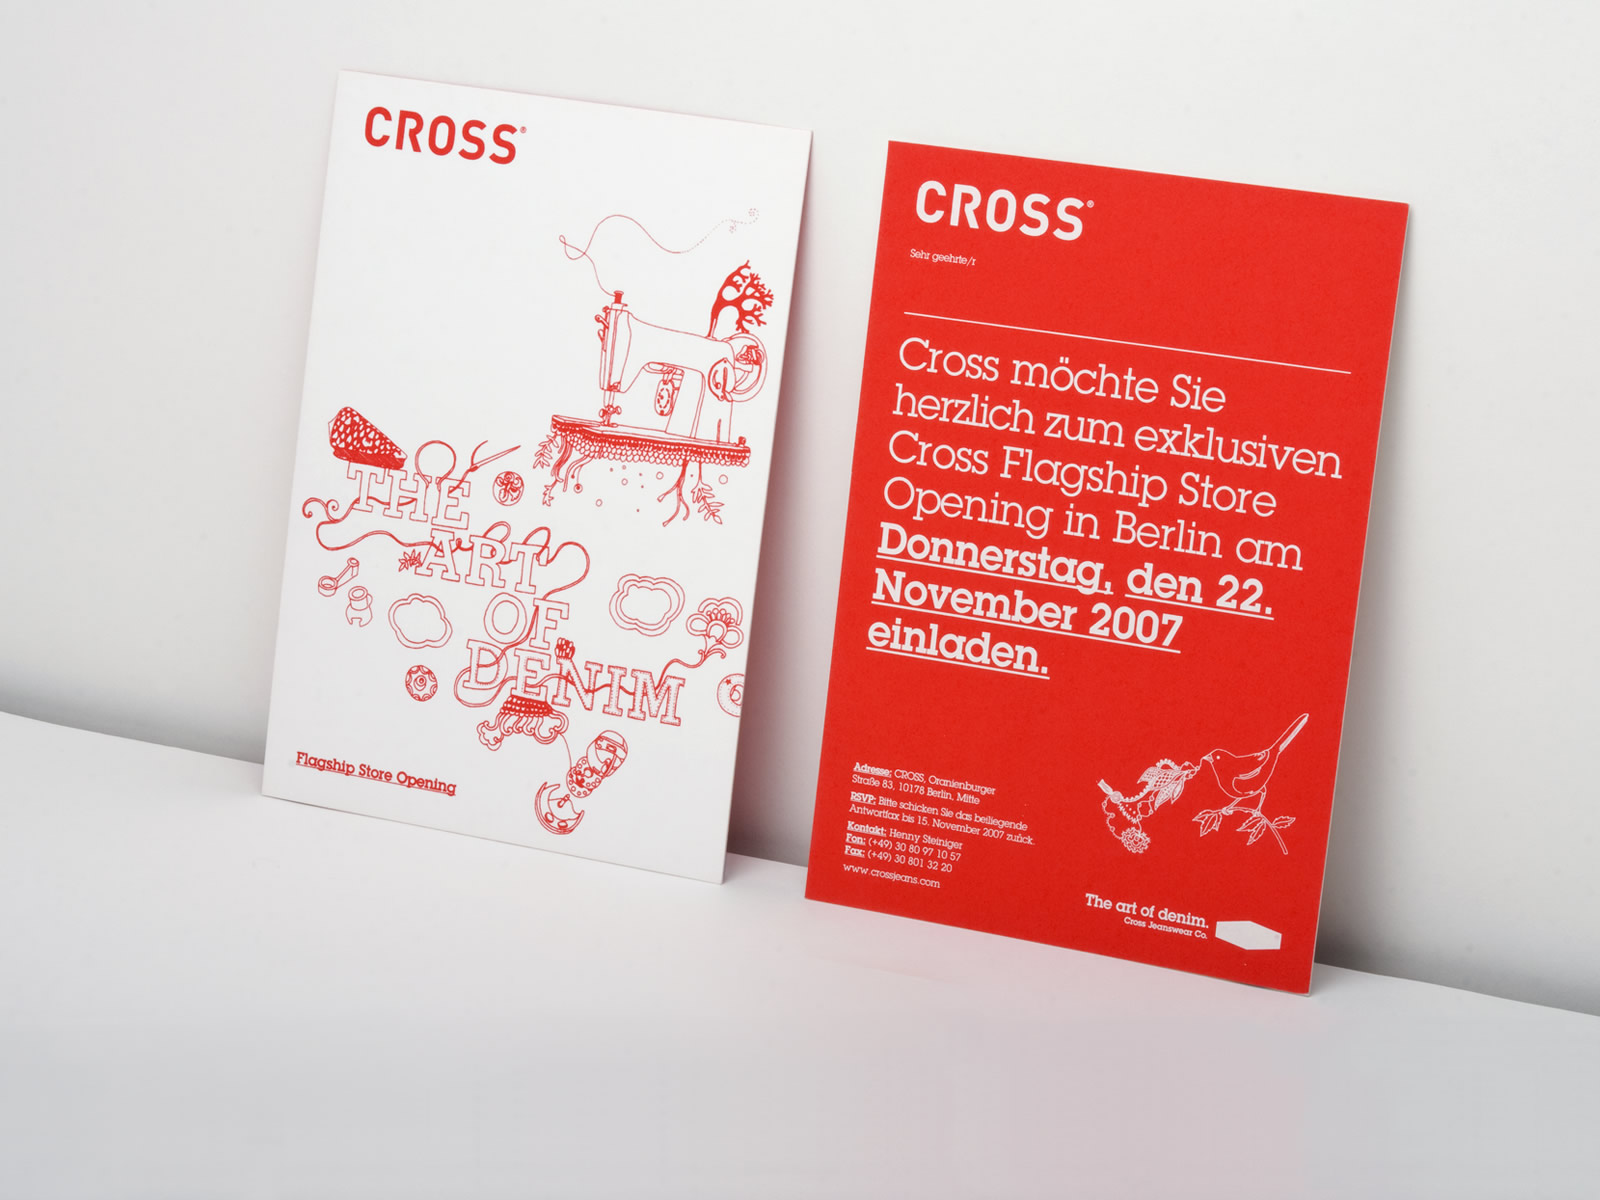 CROSS®
THE
ART
OF
DENIM
Flagship Store Opening
CROSS®
Sehr geehrte/r
Cross möchte Sie
herzlich zum exklusiven
Cross Flagship Store
Opening in Berlin am
Donnerstag, den 22.
November 2007
einladen.
Adresse: CROSS, Oranienburger
Straße 83, 10178 Berlin, Mitte
RSVP: Bitte schicken Sie das beiliegende
Antwortfax bis 15. November 2007 zurück.
Kontakt: Henny Steiniger
Fon: (+49) 30 80 97 10 57
Fax: (+49) 30 801 32 20
www.crossjeans.com
The art of denim.
Cross Jeanswear Co.